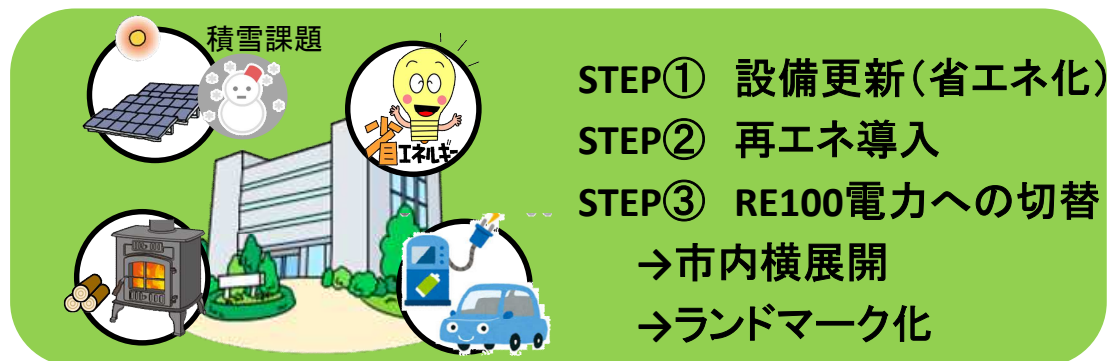 積雪課題
省エネルギー
STEP① 設備更新（省エネ化）
STEP② 再エネ導入
STEP③ RE100電力への切替
→市内横展開
→ランドマーク化